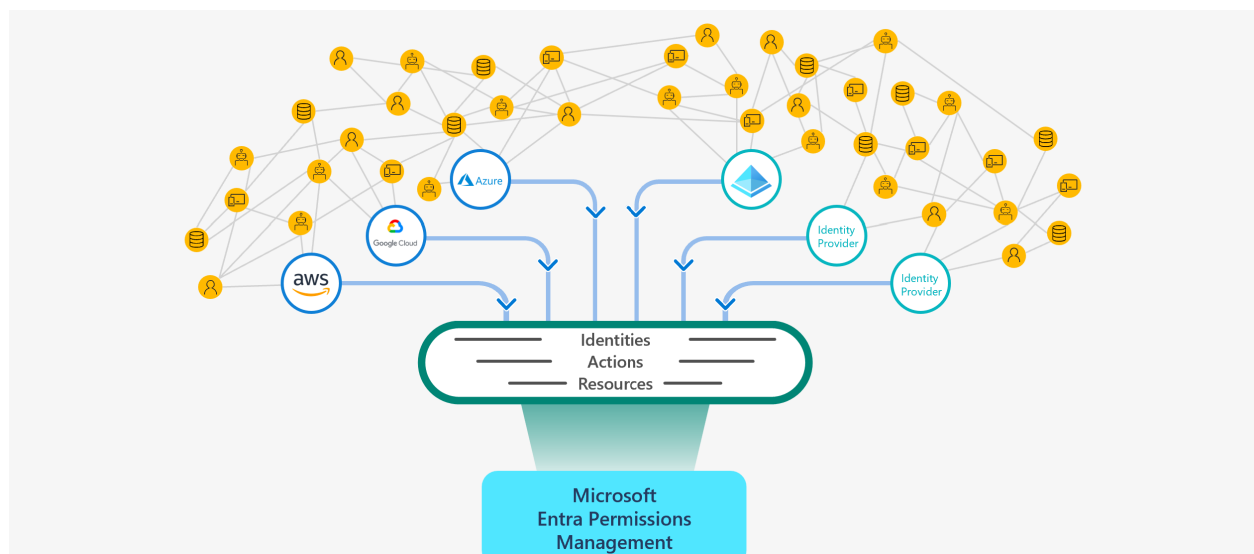 Azure
Google Cloud
aws
Identity
Provider
Identity
Provider
Identities
Actions
Resources
Microsoft
Entra Permissions
Management